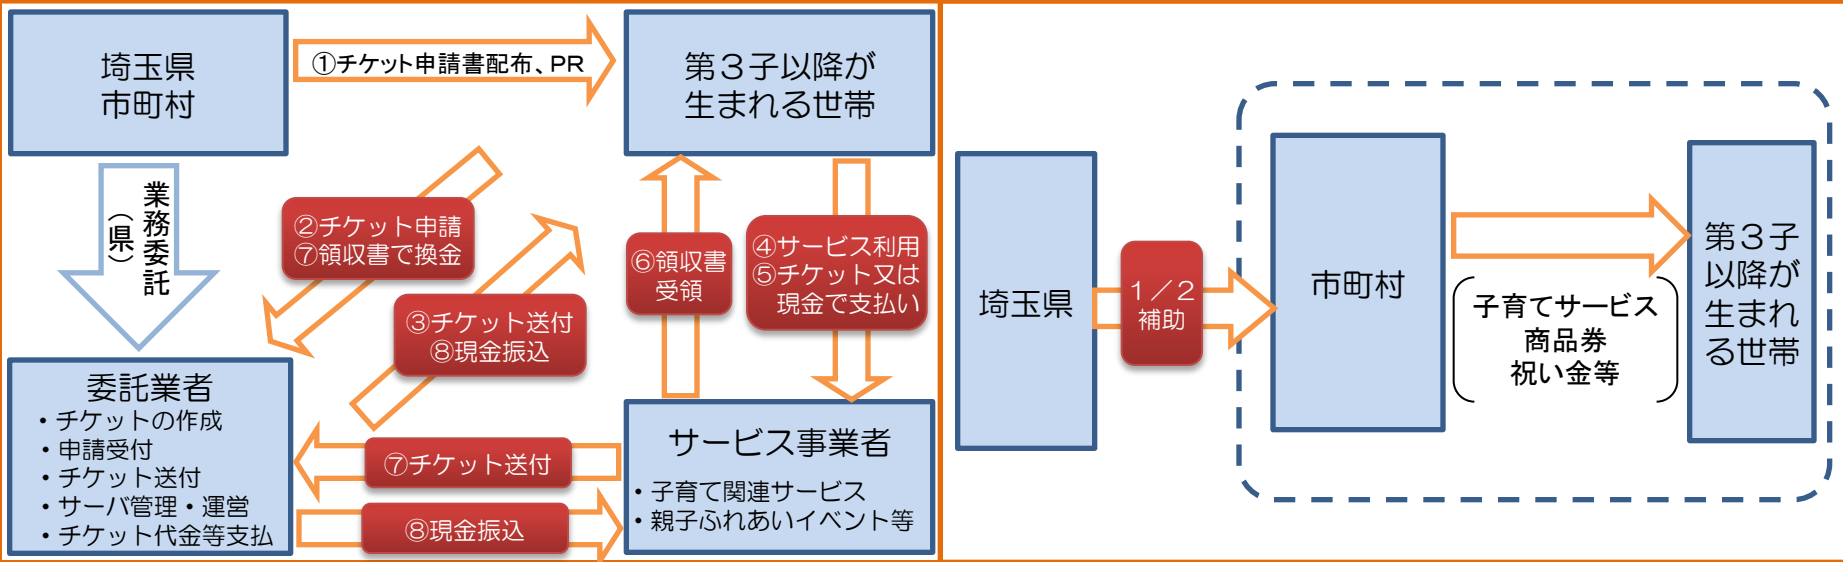 埼玉県
市町村
①チケット申請書配布、PR
第３子以降が
生まれる世帯
業務委託
（県）
②チケット申請
⑦領収書で換金
③チケット送付
⑧現金振込
⑥領収書
受領
④サービス利用
⑤チケット又は
現金で支払い
委託業者
・チケットの作成
・申請受付
・チケット送付
・サーバ管理・運営
・チケット代金等支払
⑦チケット送付
⑧現金振込
サービス事業者
・子育て関連サービス
・親子ふれあいイベント等
埼玉県
１／２
補助
市町村
子育てサービス
商品券
祝い金等
第３子
以降が
生まれ
る世帯